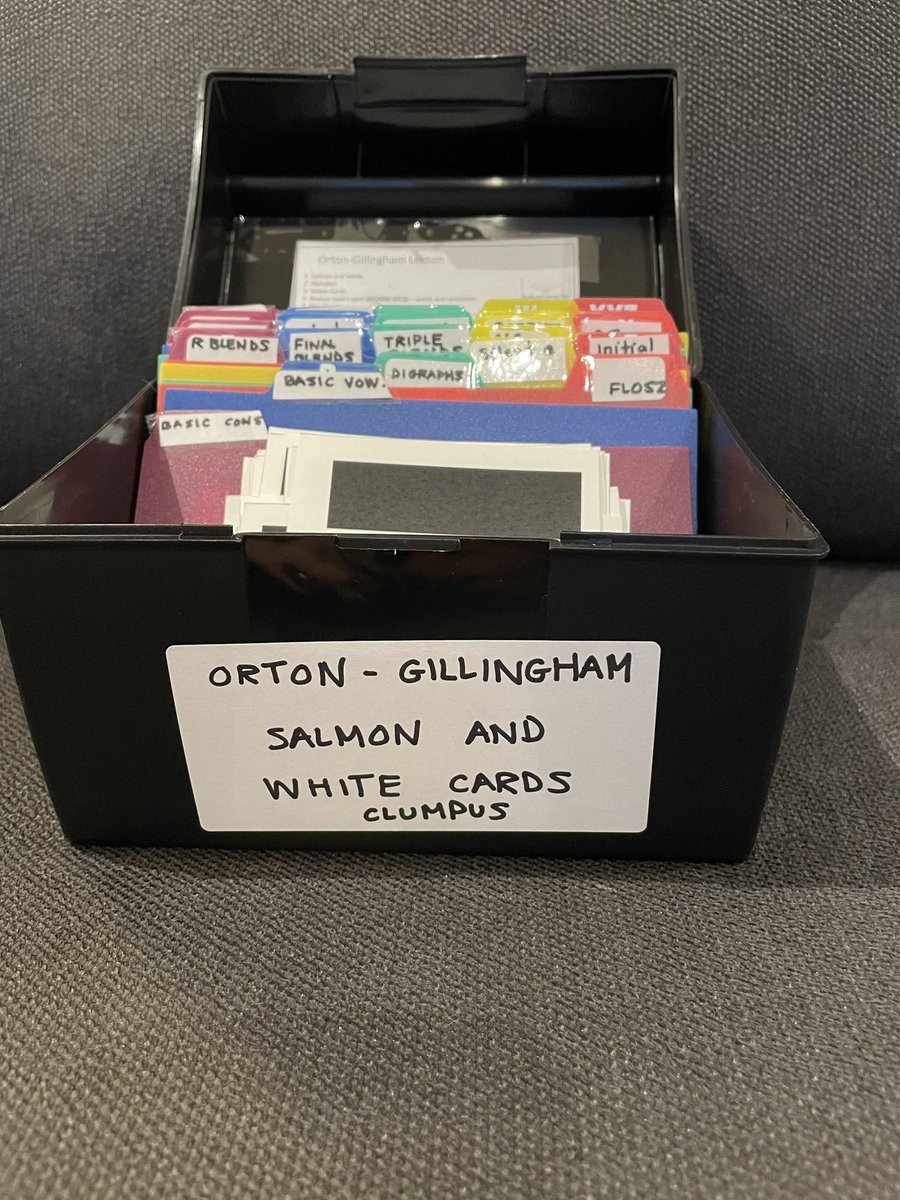 Orton-Gillingham Lesson
R BLENDS
FINAL
BLENDS
TRIPLE
BLENDS
Initial
BASIC VOW.
DIGRAPHS
FLOSZ
BASIC CONS
ORTON - GILLINGHAM
SALMON AND
WHITE CARDS
CLUMPUS